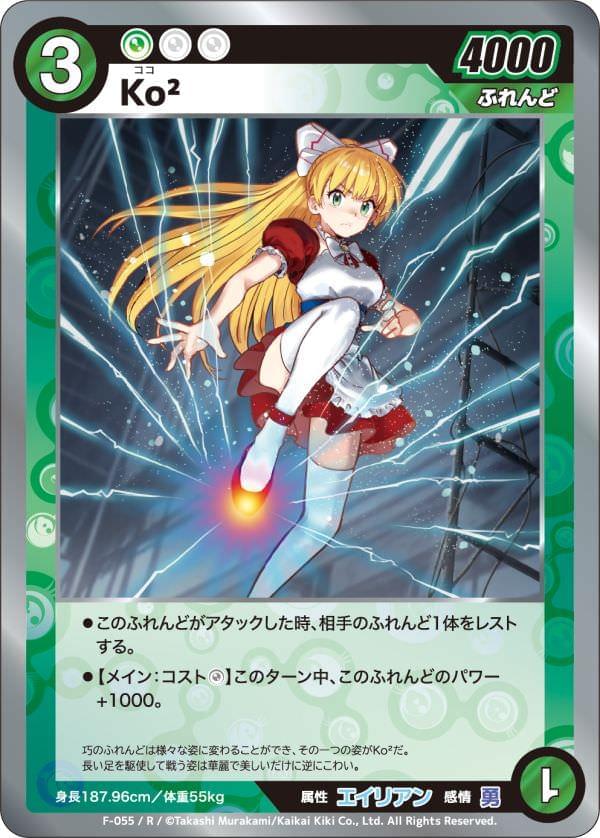 3
4000
ココ
Ko²
ふれんど
●このふれんどがアタックした時、相手のふれんど1体をレスト
する。
●【メイン:コスト】このターン中、このふれんどのパワー
+1000。
巧のふれんどは様々な姿に変わることができ、その一つの姿がKo²だ。
長い足を駆使して戦う姿は華麗で美しいだけに逆にこわい。
身長187.96cm/体重55kg
属性 エイリアン 感情 勇
F-055 / R / ©Takashi Murakami/Kaikai Kiki Co., Ltd. All Rights Reserved.